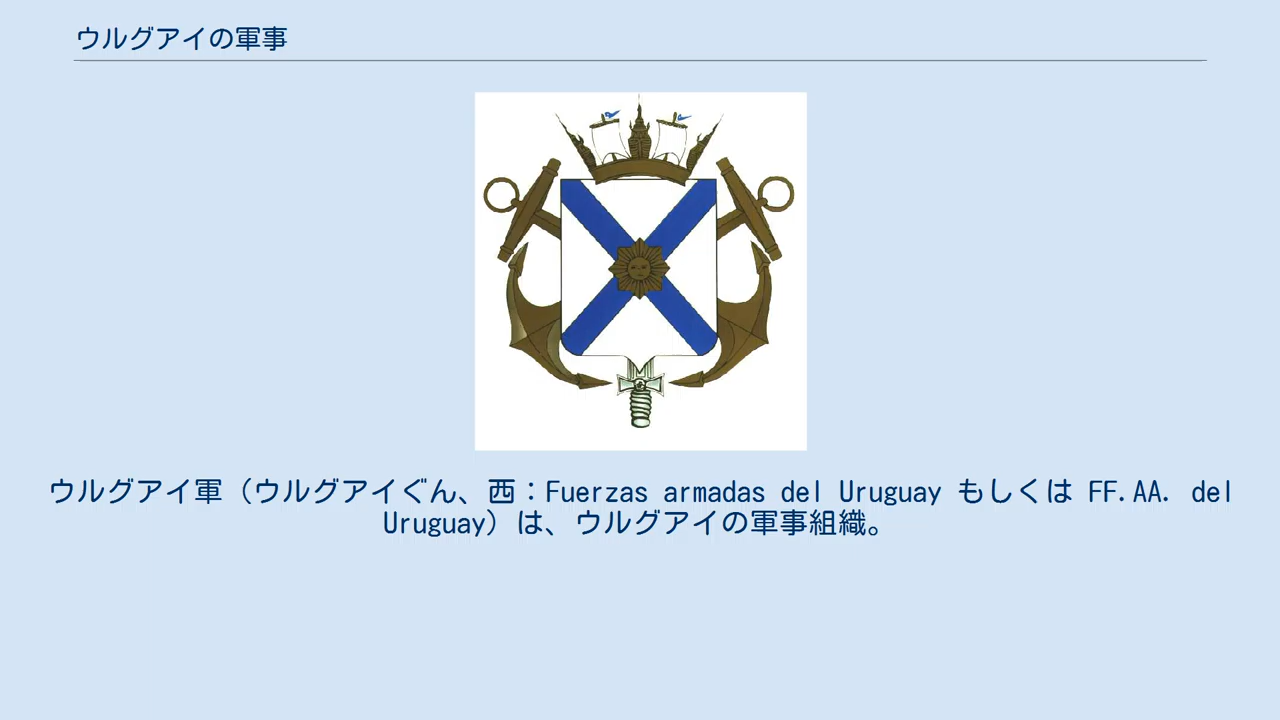 ウルグアイの軍事
ウルグアイ軍（ウルグアイぐん、西：Fuerzas armadas del Uruguay もしくは FF.AA. del
Uruguay）は、ウルグアイの軍事組織。